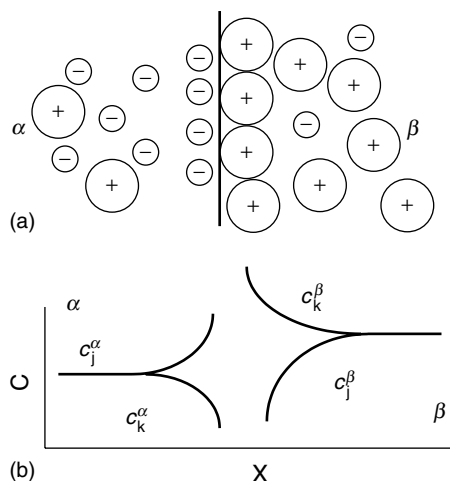 − + − + −
− − + +
+ − − −
α − + β
− − − + +
− + − +
+ +
(a)
α
c_k^β
c_j^α
C
c_k^α
c_j^β
β
(b)
X